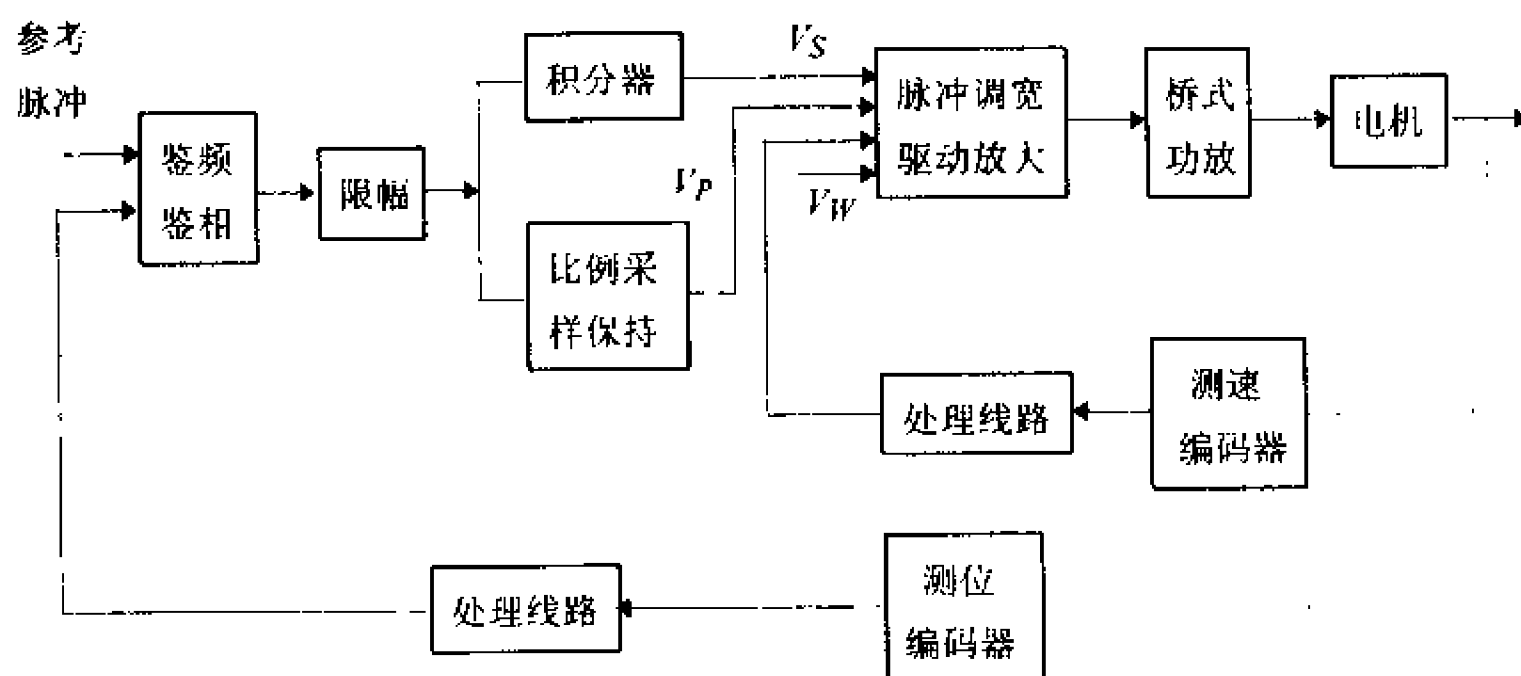 参考
脉冲
鉴频
鉴相
限幅
积分器
比例采
样保持
V_S
V_P
V_W
脉冲调宽
驱动放大
桥式
功放
电机
处理线路
测速
编码器
处理线路
测位
编码器